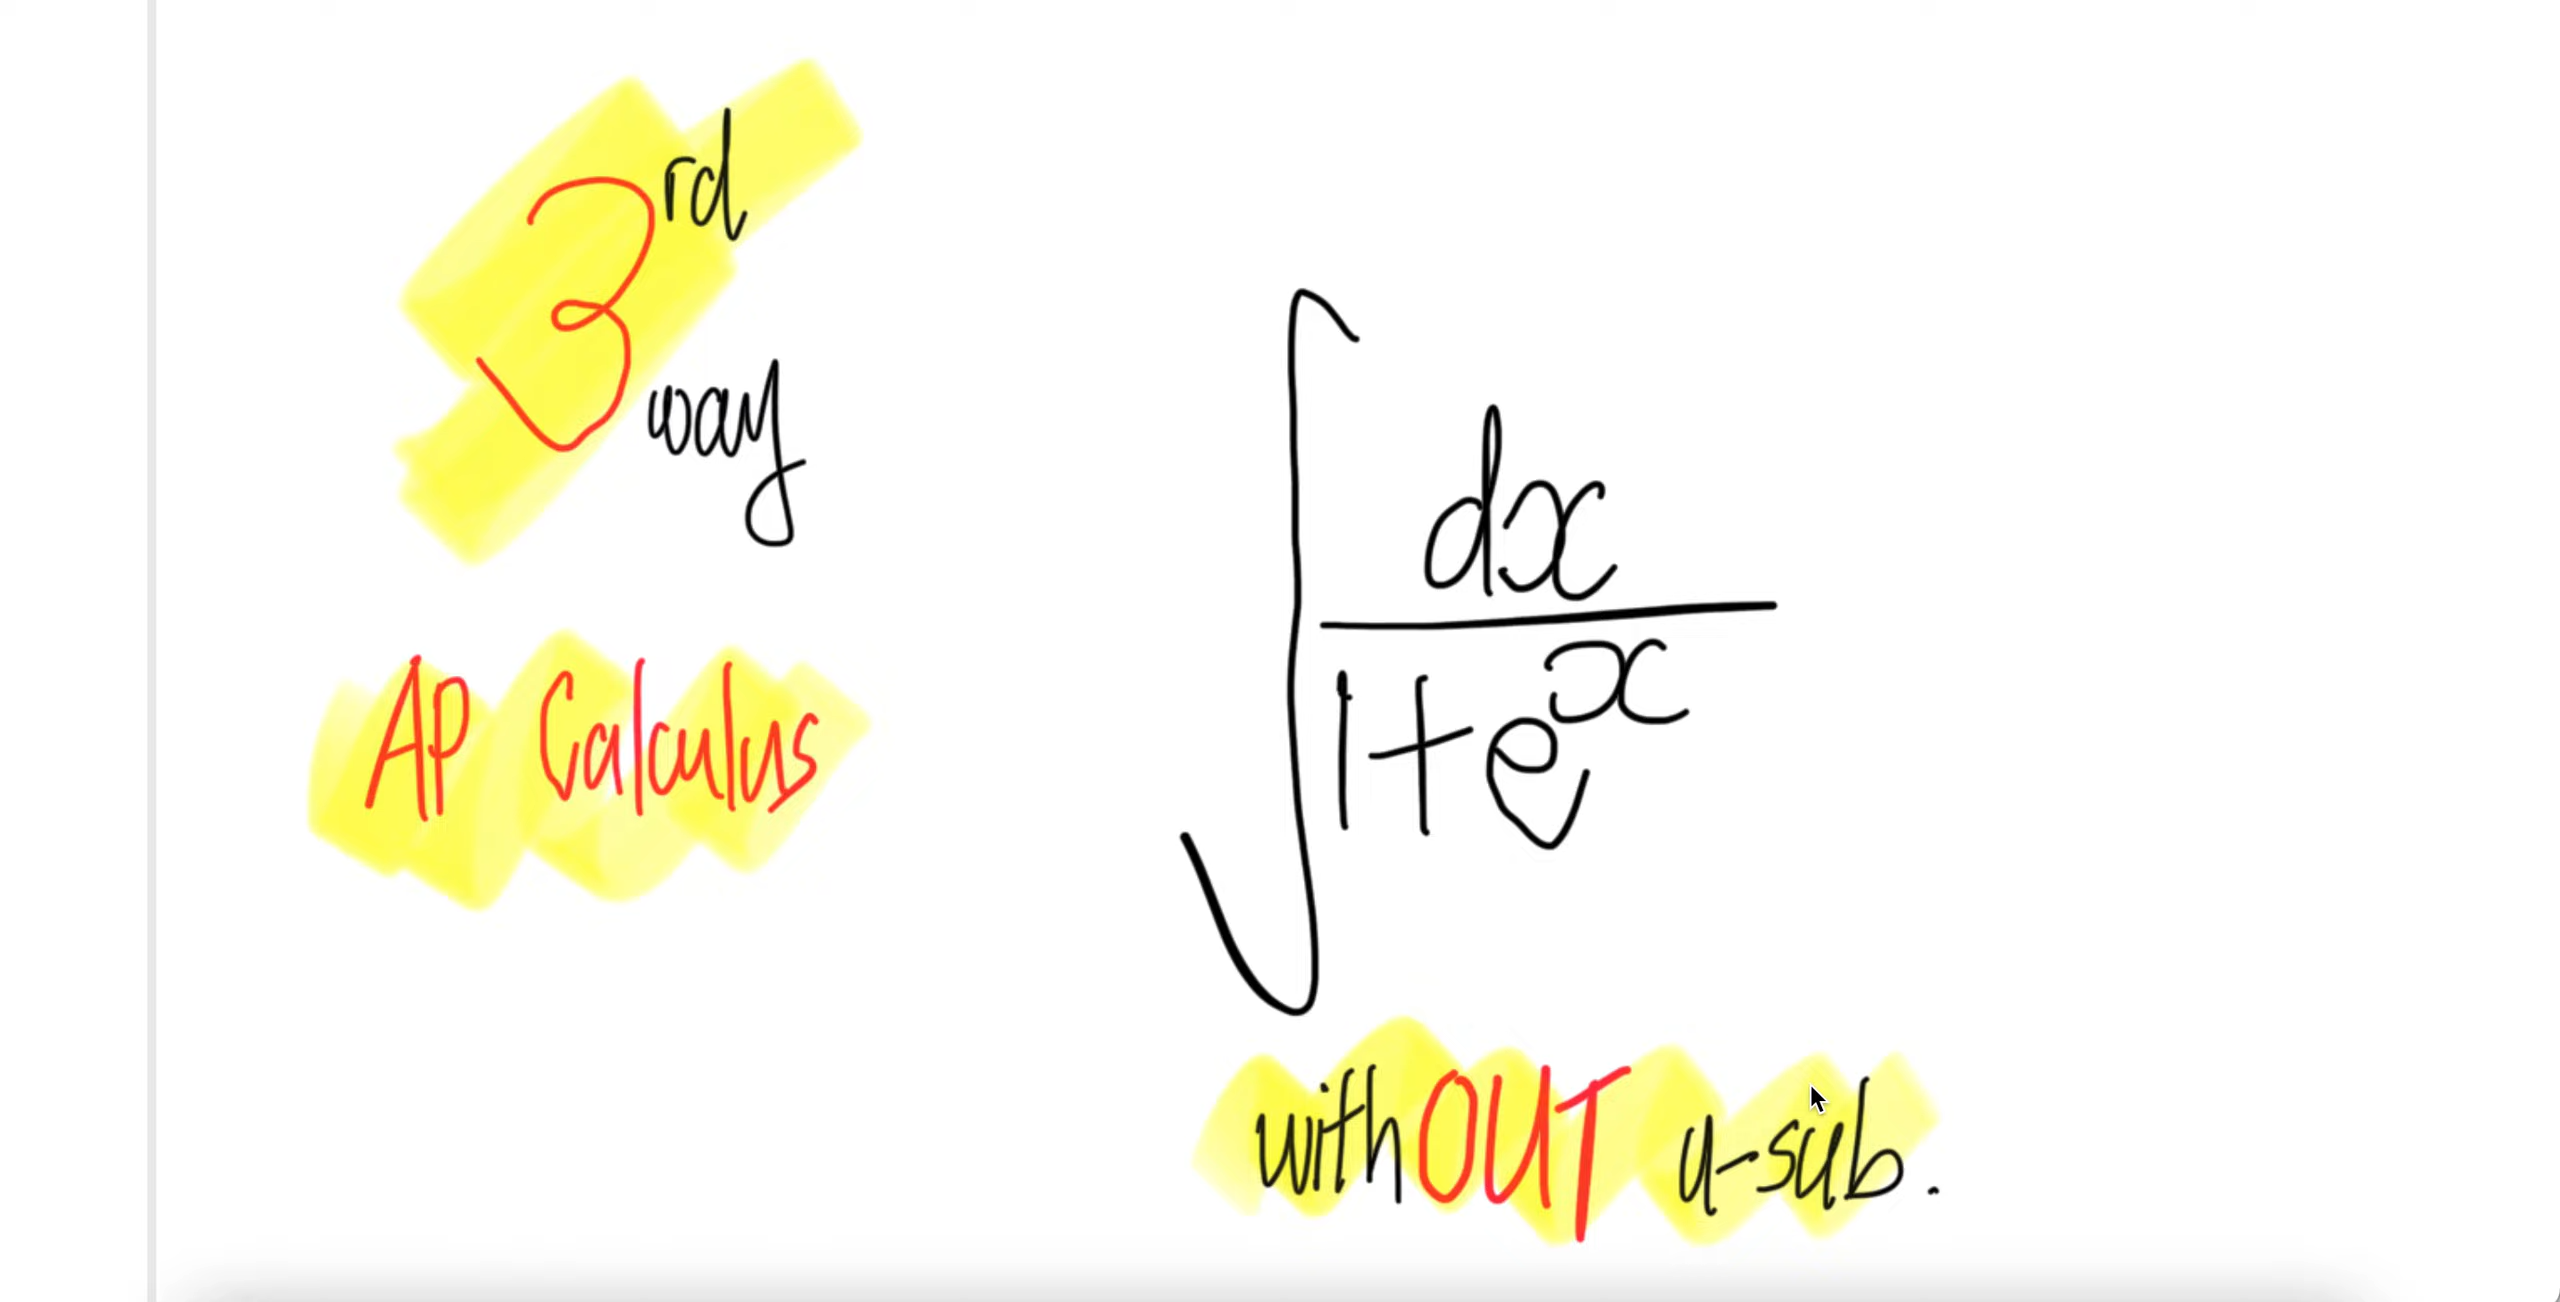 3rd
way
AP Calculus
∫ dx
1+e^x
withOUT u-sub.